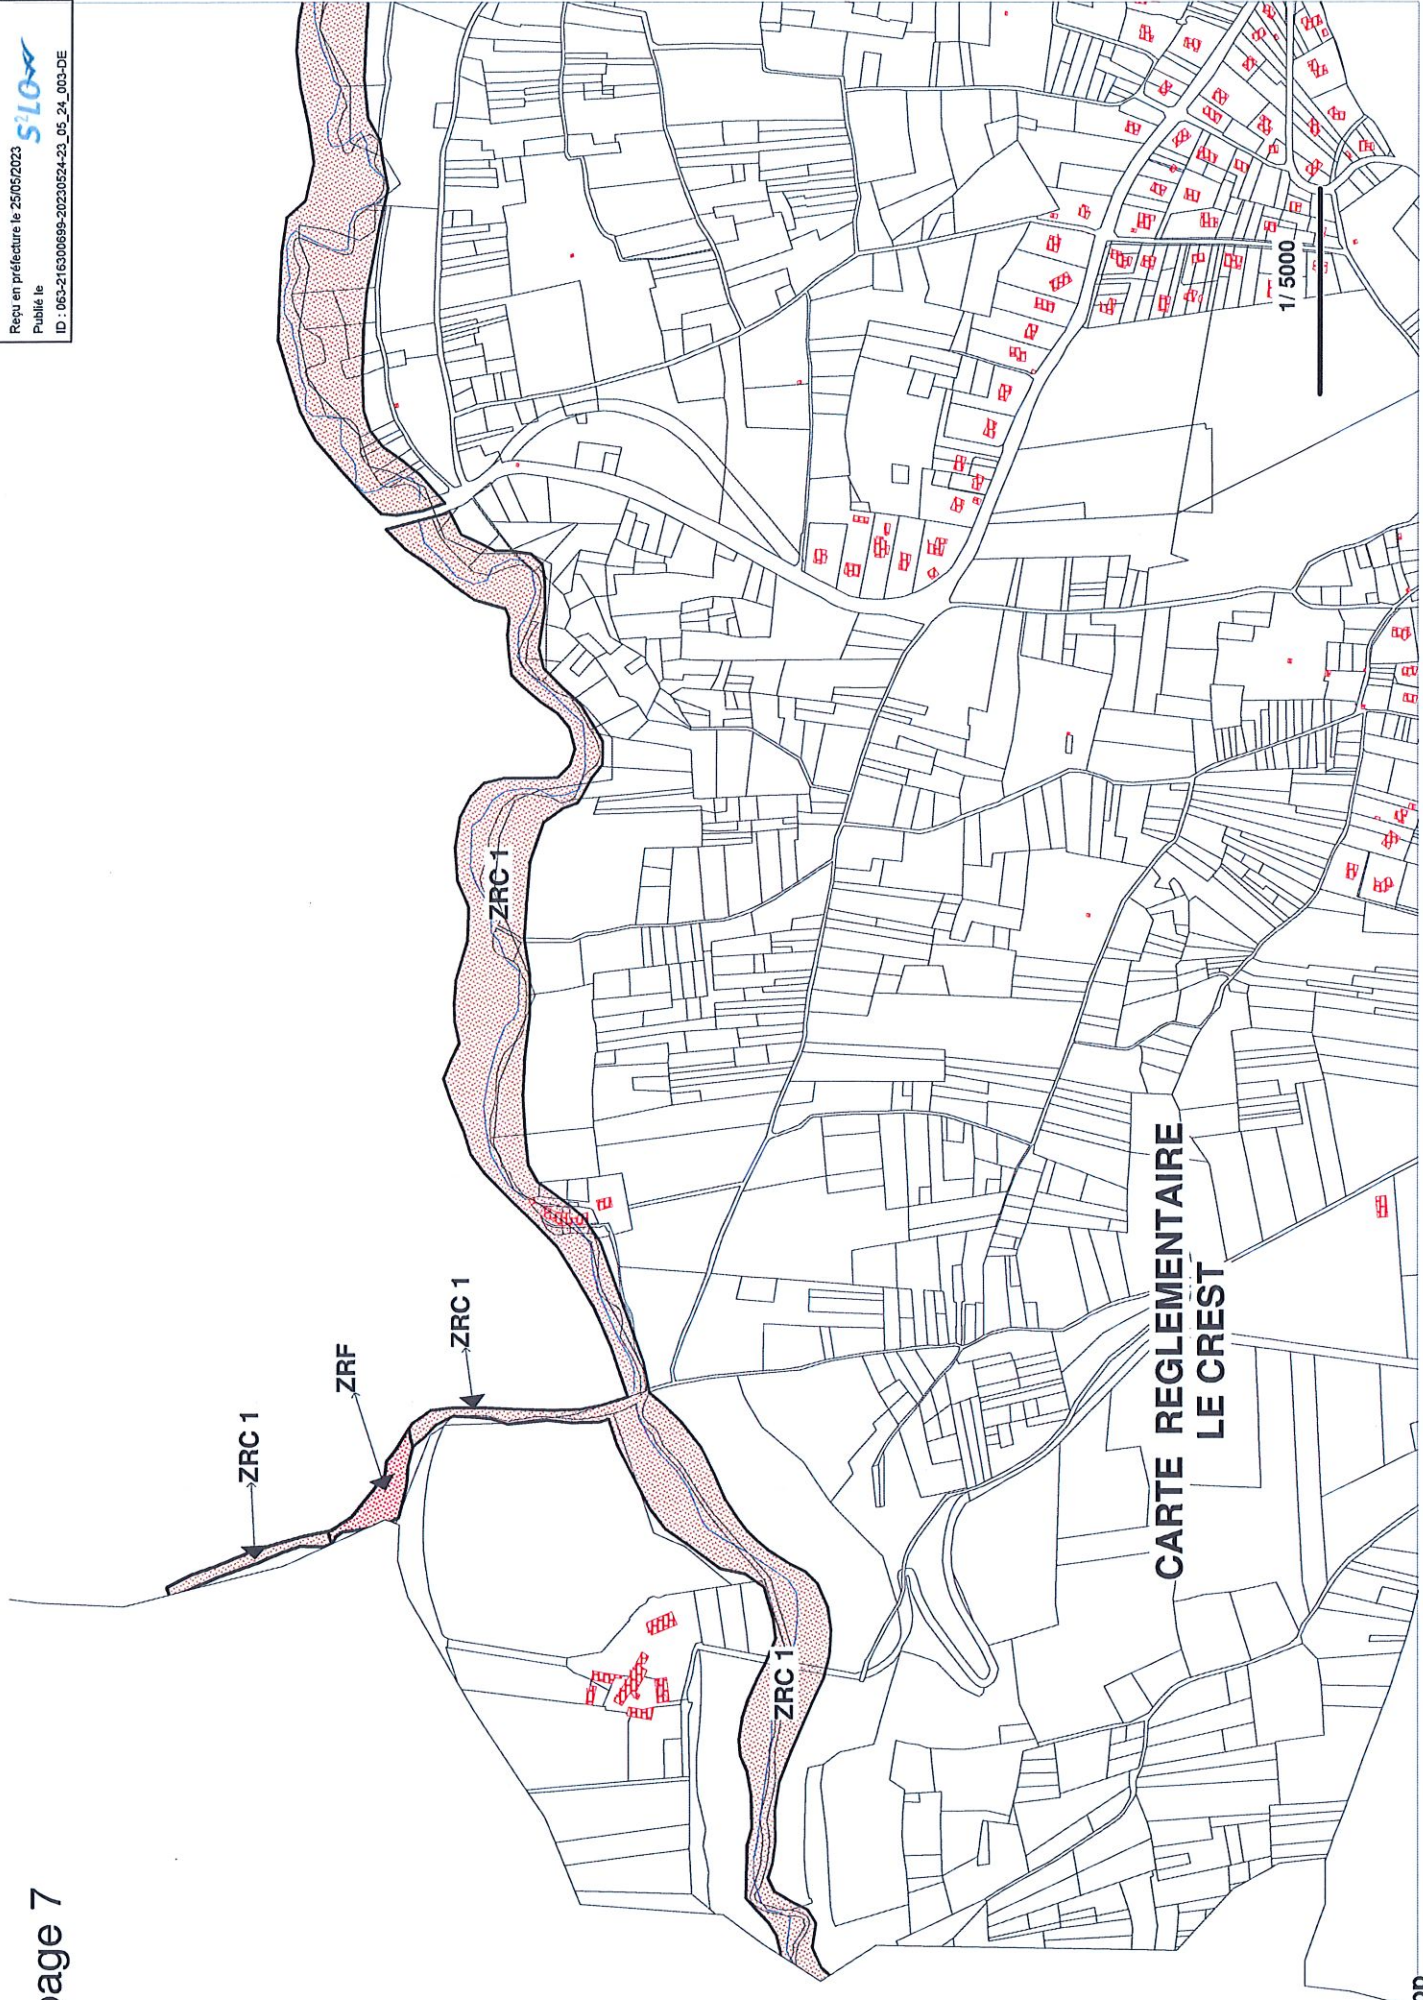 Reçu en préfecture le 25/05/2023
Publié le
S²LO
ID : 063-216300699-20230524-23_05_24_003-DE
page 7
ZRC 1
ZRF
ZRC 1
ZRC 1
ZRC 1
CARTE REGLEMENTAIRE
LE CREST
1/ 5000